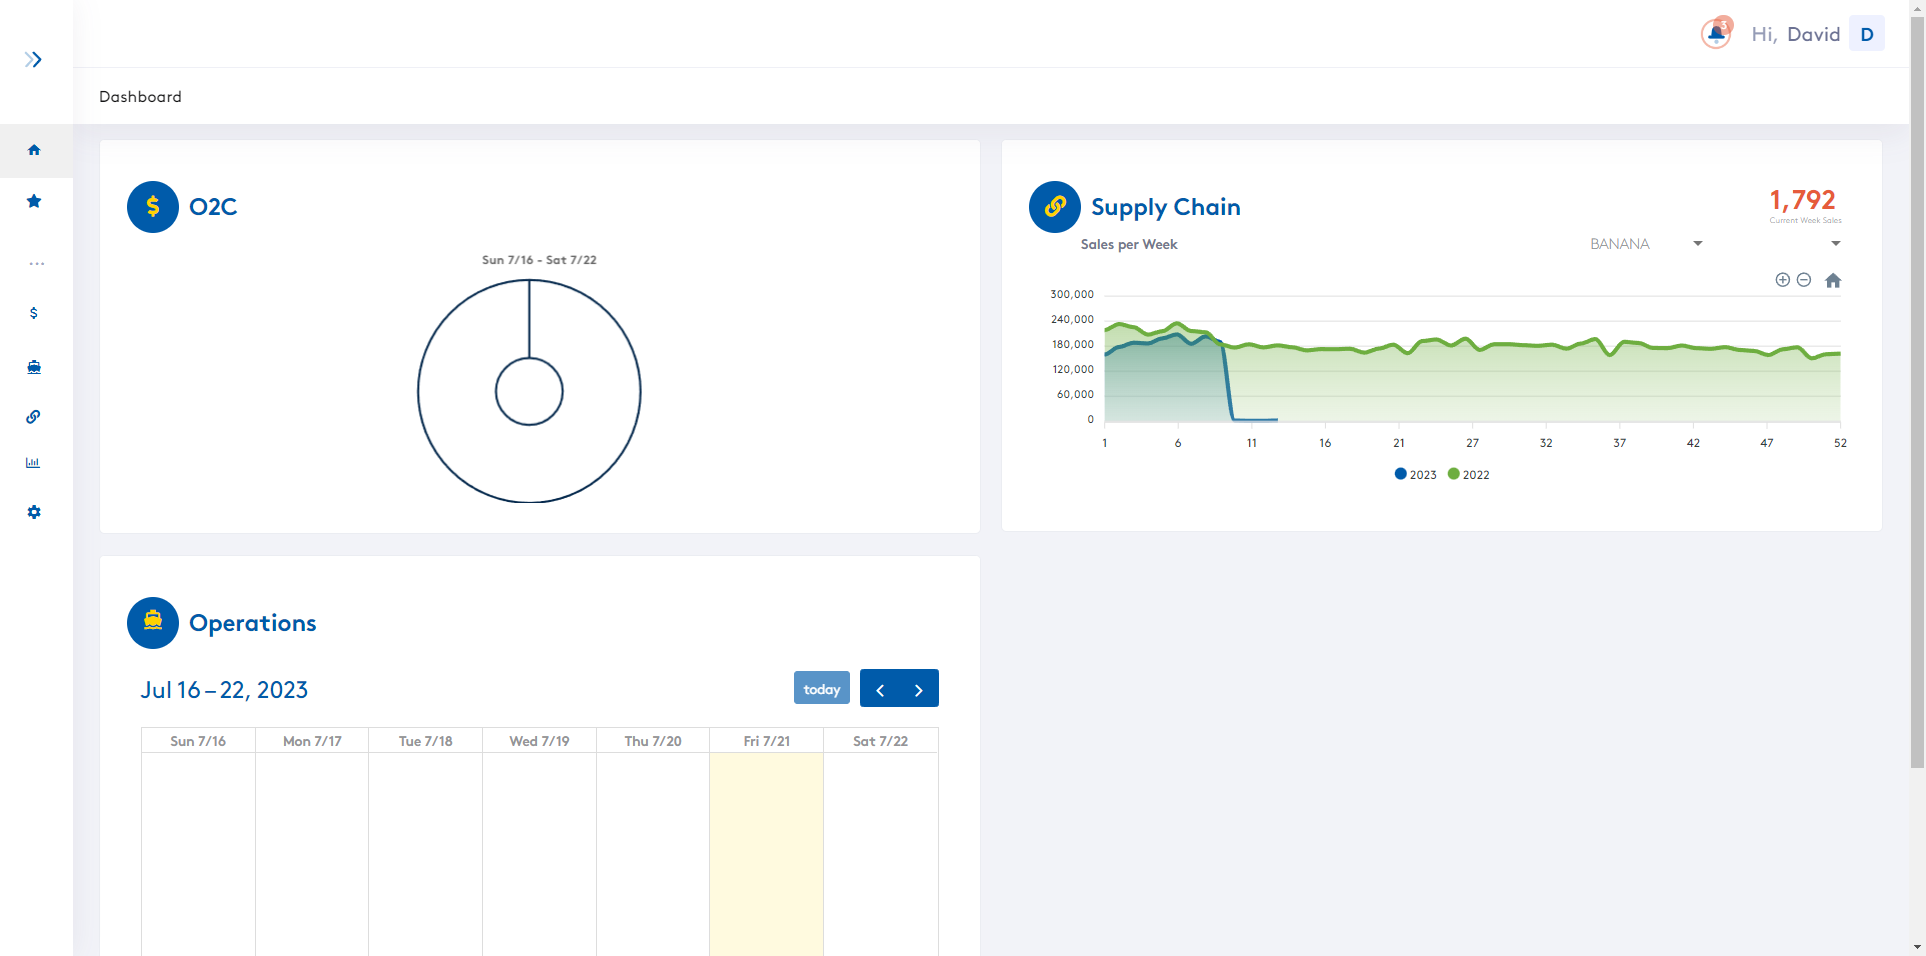 3
Hi, David
D
Dashboard
...
$
$
O2C
Sun 7/16 - Sat 7/22
Supply Chain
1,792
Current Week Sales
Sales per Week
BANANA
300,000
240,000
180,000
120,000
60,000
0
1 6 11 16 21 27 32 37 42 47 52
2023 2022
Operations
Jul 16 – 22, 2023
today
Sun 7/16 Mon 7/17 Tue 7/18 Wed 7/19 Thu 7/20 Fri 7/21 Sat 7/22